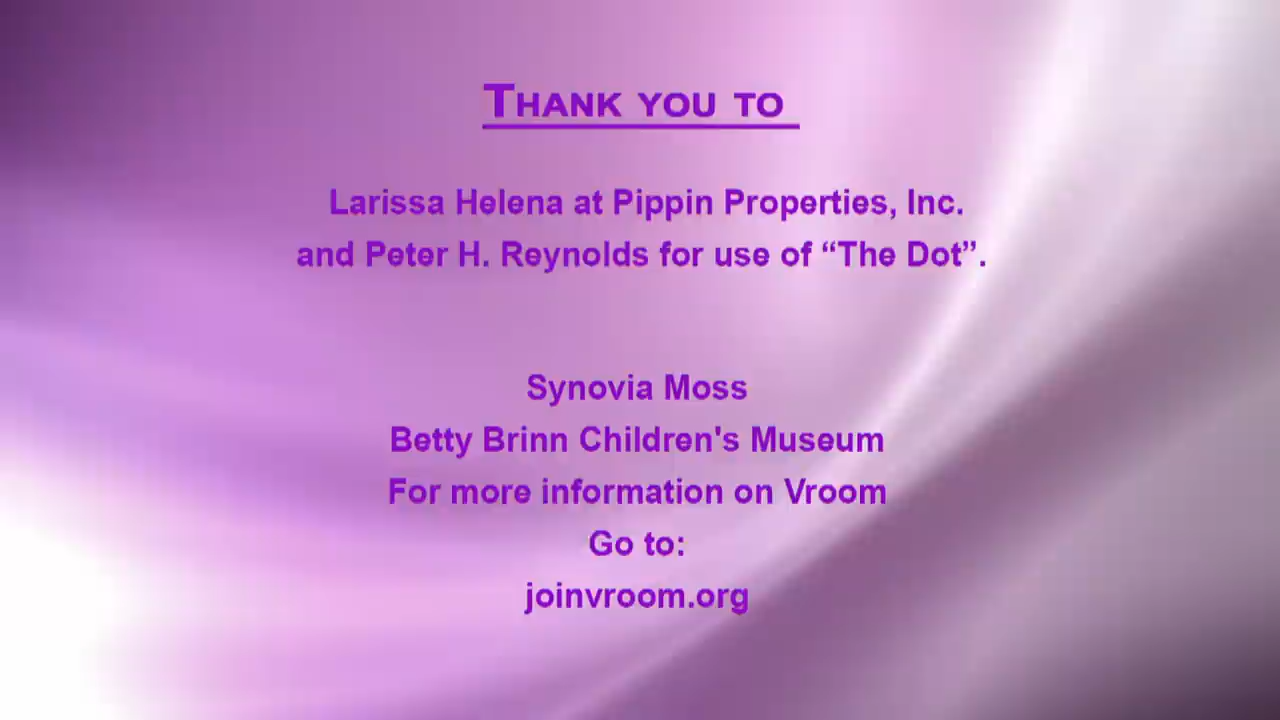 Thank you to
Larissa Helena at Pippin Properties, Inc.
and Peter H. Reynolds for use of “The Dot”.
Synovia Moss
Betty Brinn Children's Museum
For more information on Vroom
Go to:
joinvroom.org